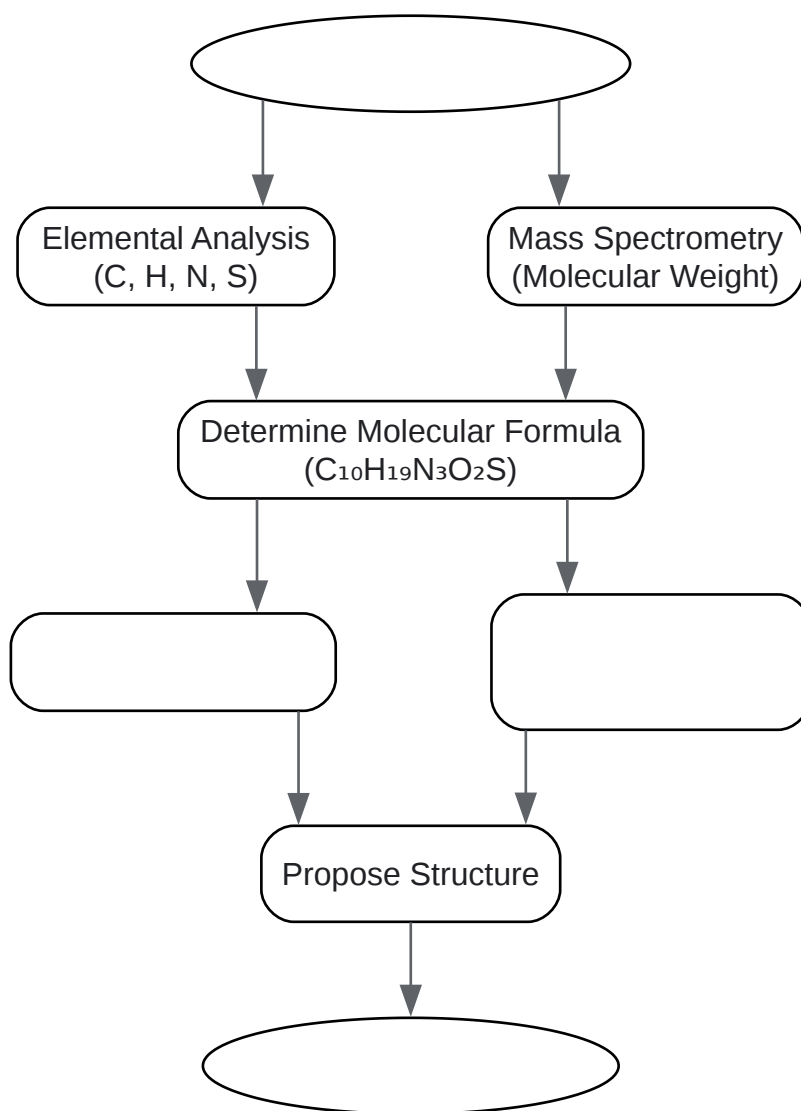 Elemental Analysis
(C, H, N, S)
Mass Spectrometry
(Molecular Weight)
Determine Molecular Formula
(C₁₀H₁₉N₃O₂S)
Propose Structure